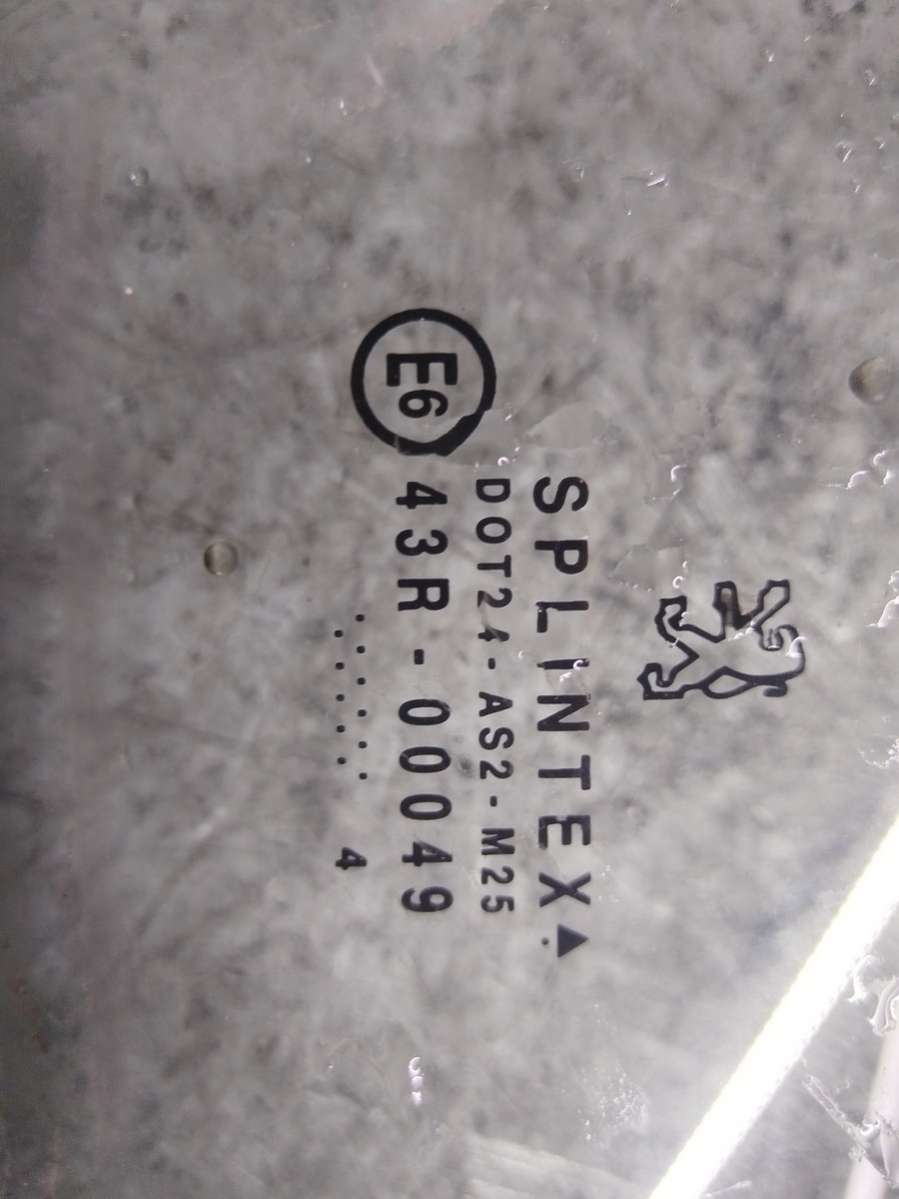 SPLINTEX
DOT24-AS2-M25
E6
43R-00049
4